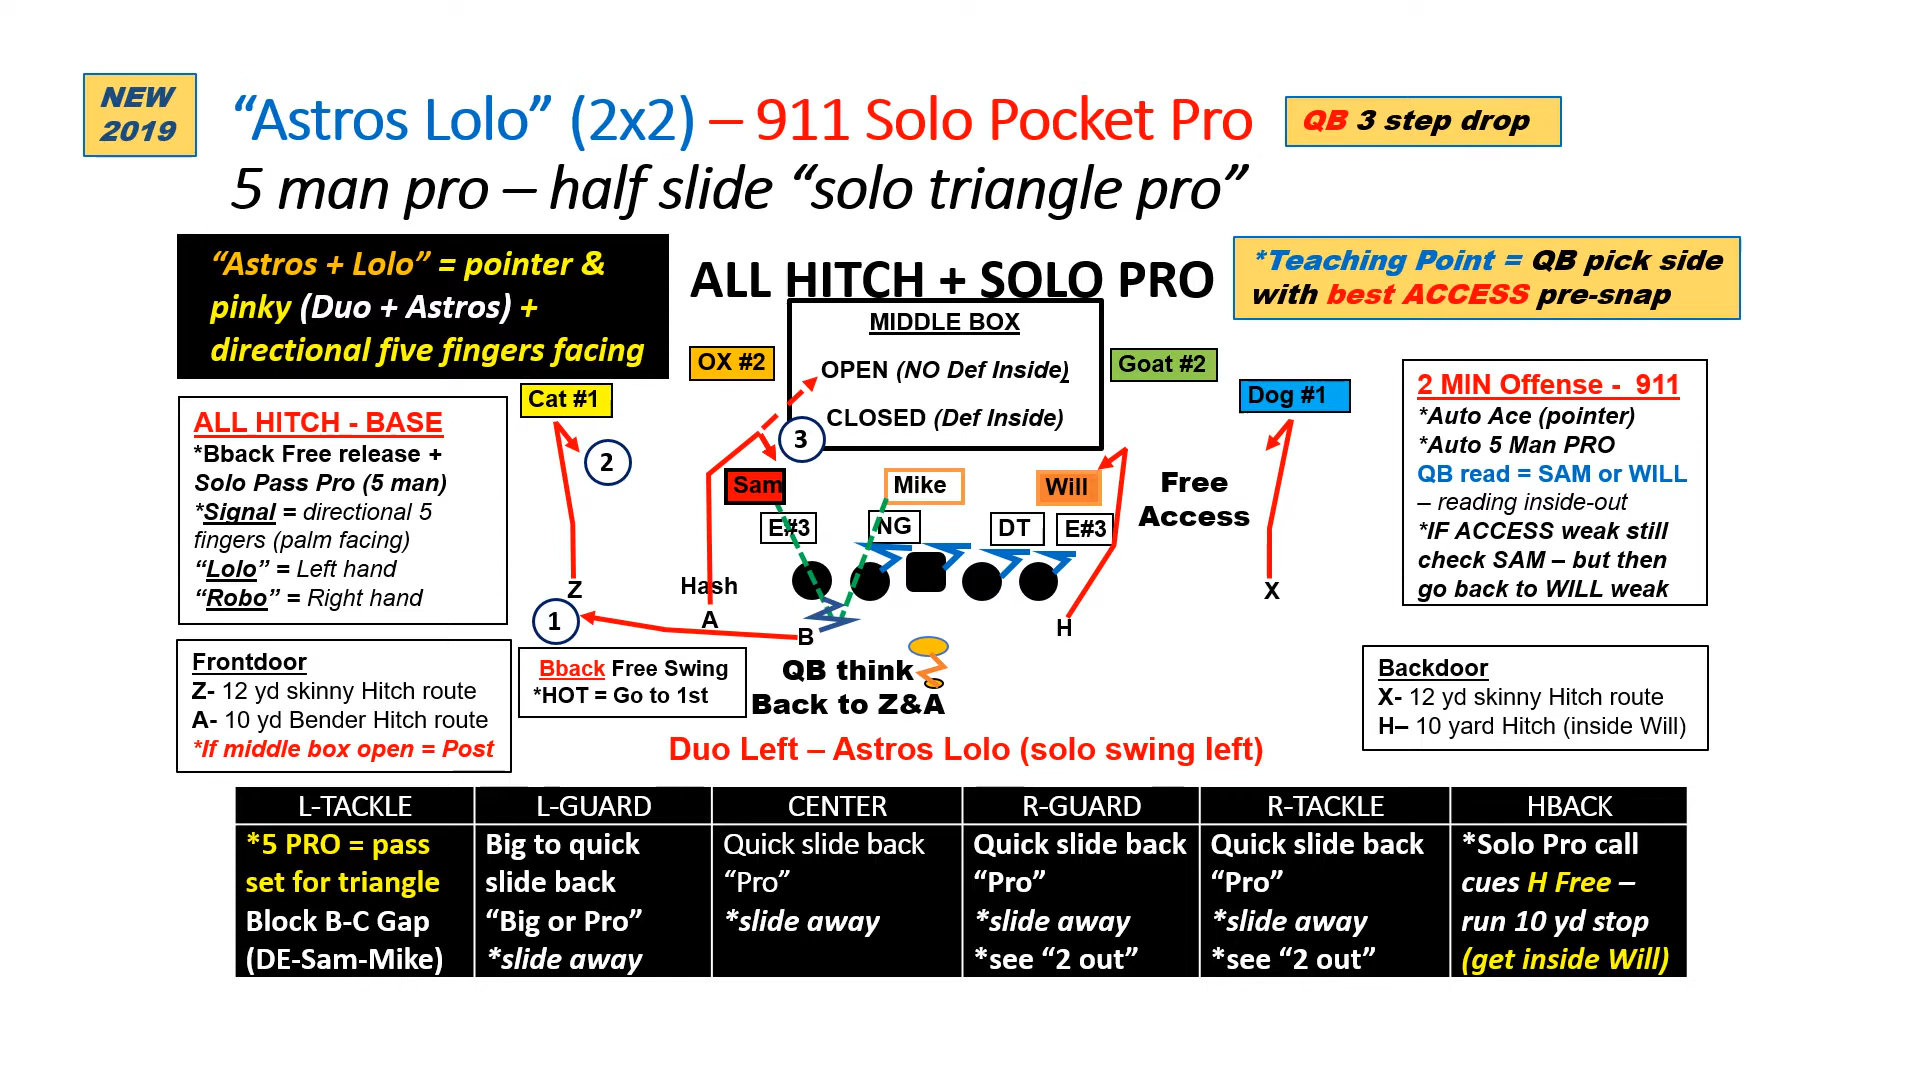 NEW
2019
“Astros Lolo” (2x2) – 911 Solo Pocket Pro
QB 3 step drop
5 man pro – half slide “solo triangle pro”
“Astros + Lolo” = pointer &
pinky (Duo + Astros) +
directional five fingers facing
ALL HITCH + SOLO PRO
*Teaching Point = QB pick side
with best ACCESS pre-snap
MIDDLE BOX
OPEN (NO Def Inside)
CLOSED (Def Inside)
OX #2
Goat #2
Cat #1
Dog #1
ALL HITCH - BASE
*Bback Free release +
Solo Pass Pro (5 man)
*Signal = directional 5
fingers (palm facing)
“Lolo” = Left hand
“Robo” = Right hand
2 MIN Offense - 911
*Auto Ace (pointer)
*Auto 5 Man PRO
QB read = SAM or WILL
– reading inside-out
*IF ACCESS weak still
check SAM – but then
go back to WILL weak
2
3
Sam
Mike
Will
Free
Access
E#3
NG
DT
E#3
Z
Hash
X
1
A
B
H
Frontdoor
Z- 12 yd skinny Hitch route
A- 10 yd Bender Hitch route
*If middle box open = Post
Bback Free Swing
*HOT = Go to 1st
QB think
Back to Z&A
Backdoor
X- 12 yd skinny Hitch route
H– 10 yard Hitch (inside Will)
Duo Left – Astros Lolo (solo swing left)
L-TACKLE
*5 PRO = pass
set for triangle
Block B-C Gap
(DE-Sam-Mike)
L-GUARD
Big to quick
slide back
“Big or Pro”
*slide away
CENTER
Quick slide back
“Pro”
*slide away
R-GUARD
Quick slide back
“Pro”
*slide away
*see “2 out”
R-TACKLE
Quick slide back
“Pro”
*slide away
*see “2 out”
HBACK
*Solo Pro call
cues H Free –
run 10 yd stop
(get inside Will)